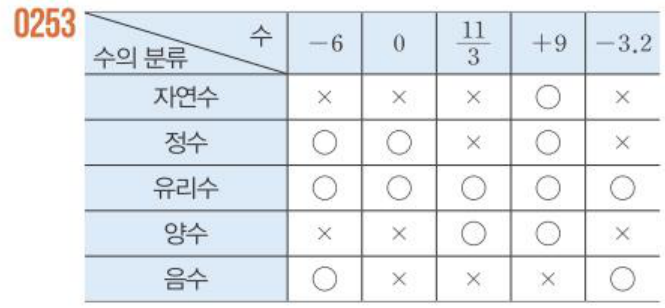 0253
수의 분류 수 −6 0 11/3 +9 −3.2
자연수 × × × ○ ×
정수 ○ ○ × ○ ×
유리수 ○ ○ ○ ○ ○
양수 × × ○ ○ ×
음수 ○ × × × ○